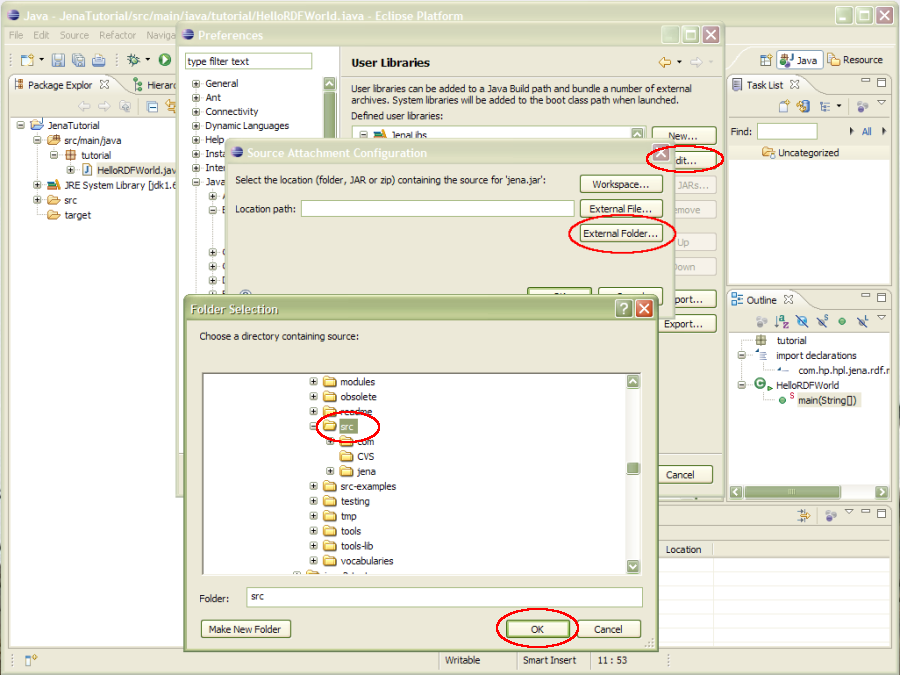 Java - JenaTutorial/src/main/java/tutorial/HelloRDFWorld.java - Eclipse Platform
File Edit Source Refactor Naviga
Java
Resource
Package Explor
Hierarc
JenaTutorial
src/main/java
tutorial
HelloRDFWorld.jav
JRE System Library [jdk1.6
src
target
Preferences
type filter text
General
Ant
Connectivity
Dynamic Languages
Help
Insta
Inter
Java
User Libraries
User libraries can be added to a Java Build path and bundle a number of external
archives. System libraries will be added to the boot class path when launched.
Defined user libraries:
JenaLibs
New...
dit...
JARs...
emove
Up
Down
port...
Export...
Cancel
Source Attachment Configuration
Select the location (folder, JAR or zip) containing the source for 'jena.jar':
Location path:
Workspace...
External File...
External Folder...
Folder Selection
Choose a directory containing source:
modules
obsolete
readme
src
com
CVS
jena
src-examples
testing
tmp
tools
tools-lib
vocabularies
Folder:
src
Make New Folder
OK
Cancel
Task List
Find:
All
Uncategorized
Outline
tutorial
import declarations
com.hp.hpl.jena.rdf.r
HelloRDFWorld
main(String[])
Location
Writable
Smart Insert
11 : 53